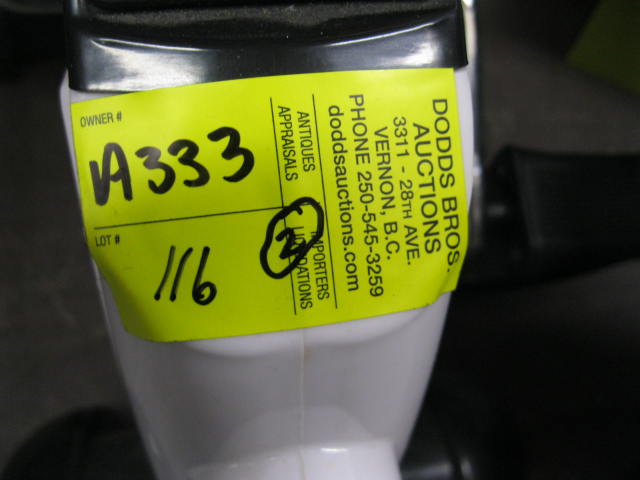 OWNER #
VA333
LOT #
116
2
DODDS BROS.
AUCTIONS
3311 - 28TH AVE.
VERNON, B.C.
PHONE 250-545-3259
doddsauctions.com
ANTIQUES IMPORTERS
APPRAISALS LIQUIDATIONS